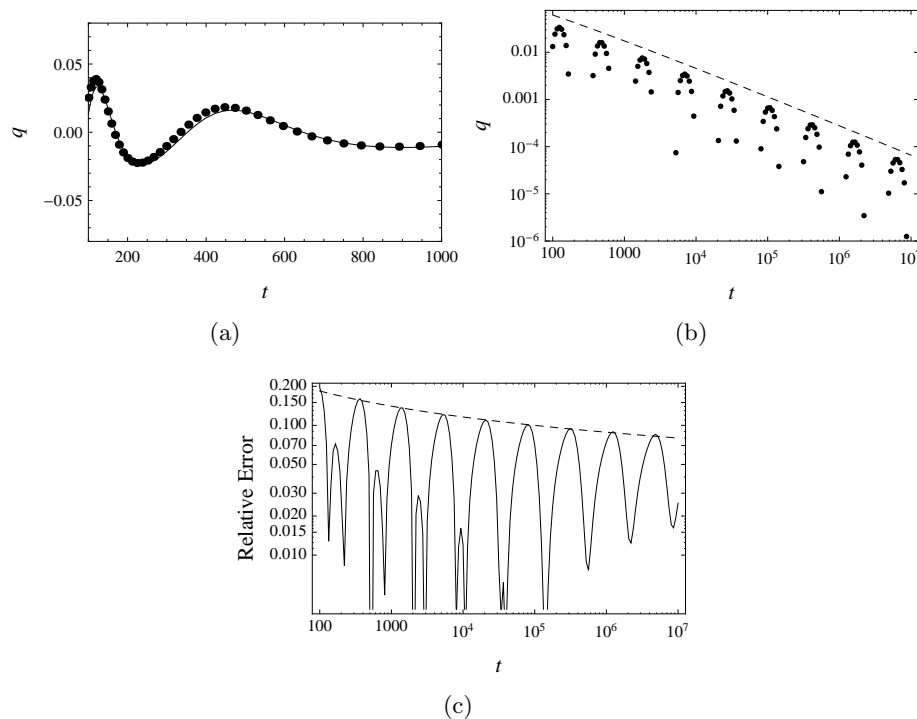 0.05
0.00
−0.05
q
200 400 600 800 1000
t
(a)
0.01
0.001
10⁻⁴
10⁻⁵
10⁻⁶
q
100 1000 10⁴ 10⁵ 10⁶ 10⁷
t
(b)
0.200
0.150
0.100
0.070
0.050
0.030
0.020
0.015
0.010
Relative Error
100 1000 10⁴ 10⁵ 10⁶ 10⁷
t
(c)